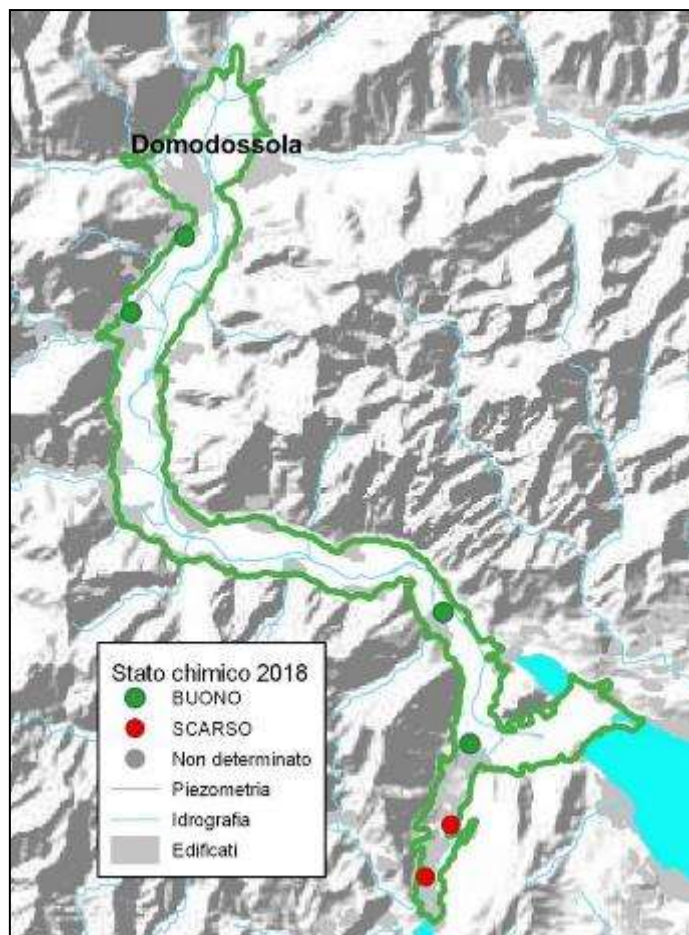 Domodossola
Stato chimico 2018
BUONO
SCARSO
Non determinato
Piezometria
Idrografia
Edificati